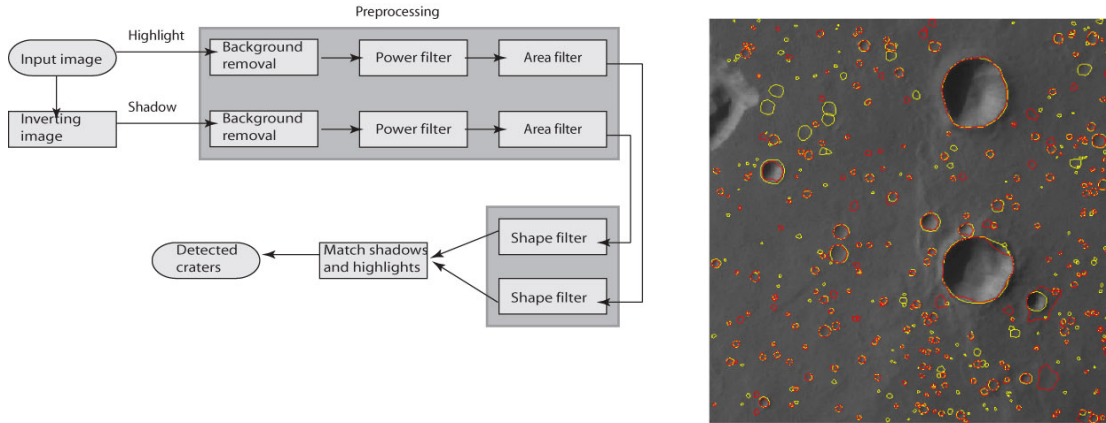 Preprocessing
Highlight
Input image
Background
removal
Power filter
Area filter
Shadow
Inverting
image
Background
removal
Power filter
Area filter
Shape filter
Detected
craters
Match shadows
and highlights
Shape filter